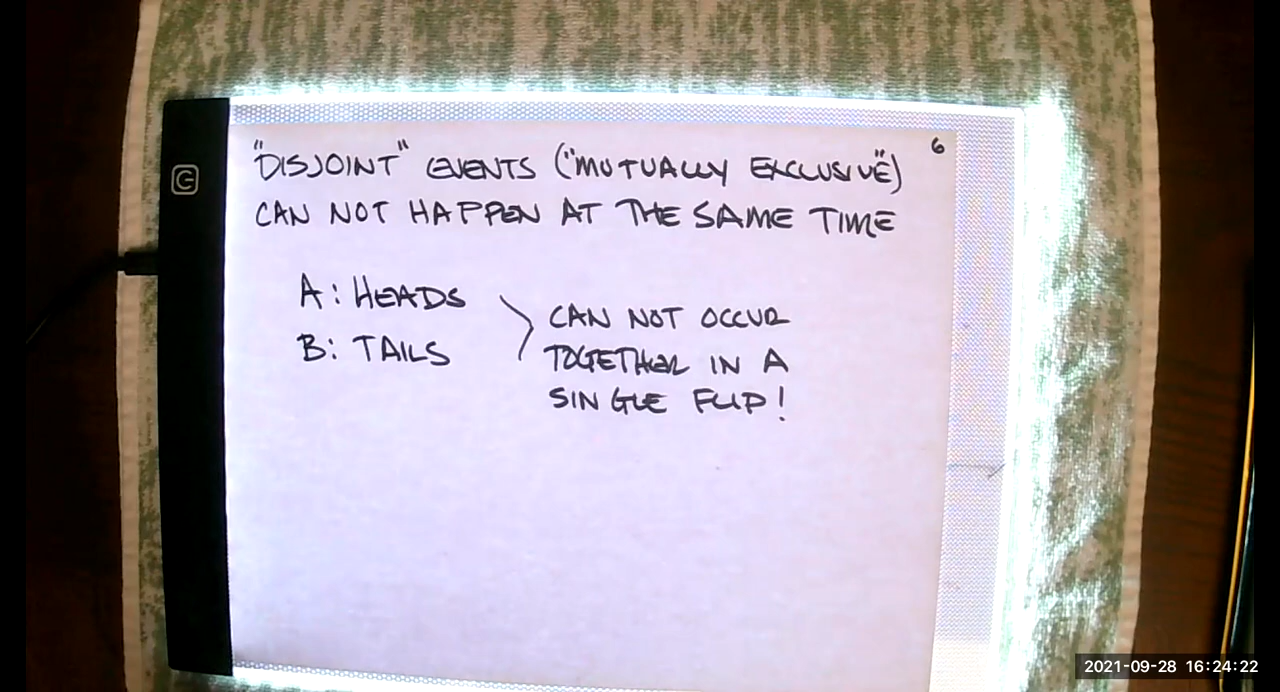 6
"DISJOINT" EVENTS ("MUTUALLY EXCLUSIVE")
CAN NOT HAPPEN AT THE SAME TIME
A: HEADS
B: TAILS
CAN NOT OCCUR
TOGETHER IN A
SINGLE FLIP!
2021-09-28 16:24:22